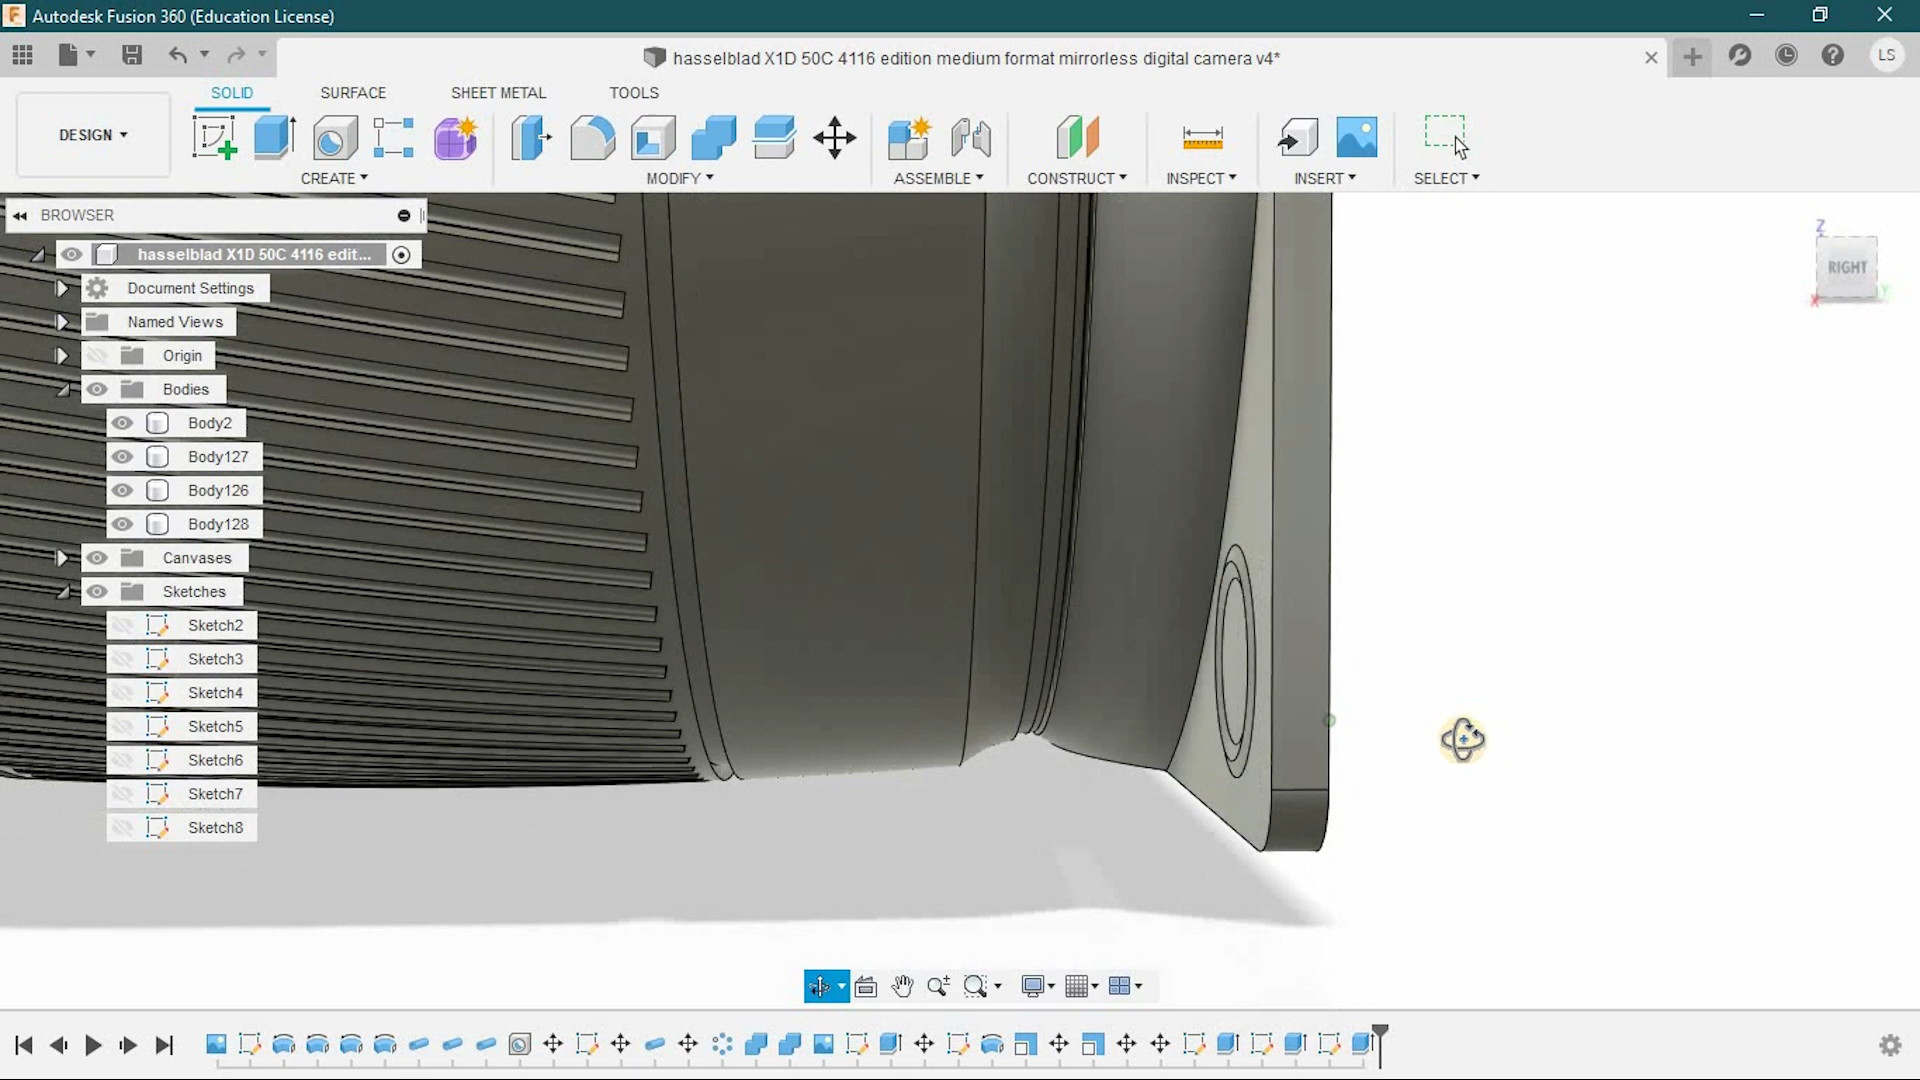 Autodesk Fusion 360 (Education License)
hasselblad X1D 50C 4116 edition medium format mirrorless digital camera v4*
LS
SOLID
SURFACE
SHEET METAL
TOOLS
DESIGN
CREATE
MODIFY
ASSEMBLE
CONSTRUCT
INSPECT
INSERT
SELECT
BROWSER
hasselblad X1D 50C 4116 edit...
Document Settings
Named Views
Origin
Bodies
Body2
Body127
Body126
Body128
Canvases
Sketches
Sketch2
Sketch3
Sketch4
Sketch5
Sketch6
Sketch7
Sketch8
Z
RIGHT
X
Y